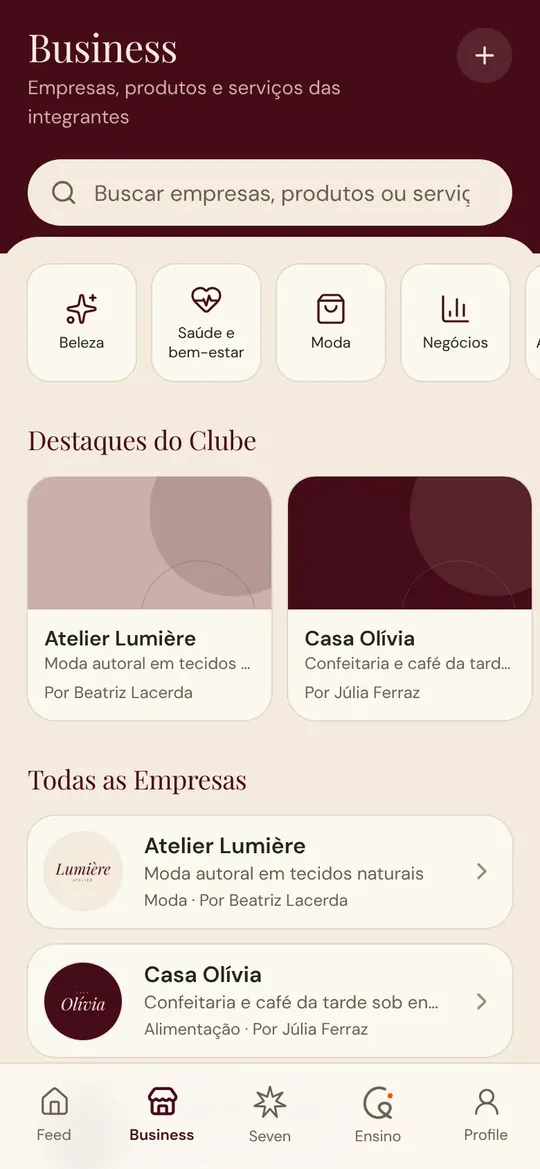 Business
Empresas, produtos e serviços das
integrantes
Buscar empresas, produtos ou serviç
Beleza
Saúde e
bem-estar
Moda
Negócios
Destaques do Clube
Atelier Lumière
Moda autoral em tecidos ...
Por Beatriz Lacerda
Casa Olívia
Confeitaria e café da tard...
Por Júlia Ferraz
Todas as Empresas
Lumière
Atelier Lumière
Moda autoral em tecidos naturais
Moda · Por Beatriz Lacerda
Olívia
Casa Olívia
Confeitaria e café da tarde sob en...
Alimentação · Por Júlia Ferraz
Feed
Business
Seven
Ensino
Profile